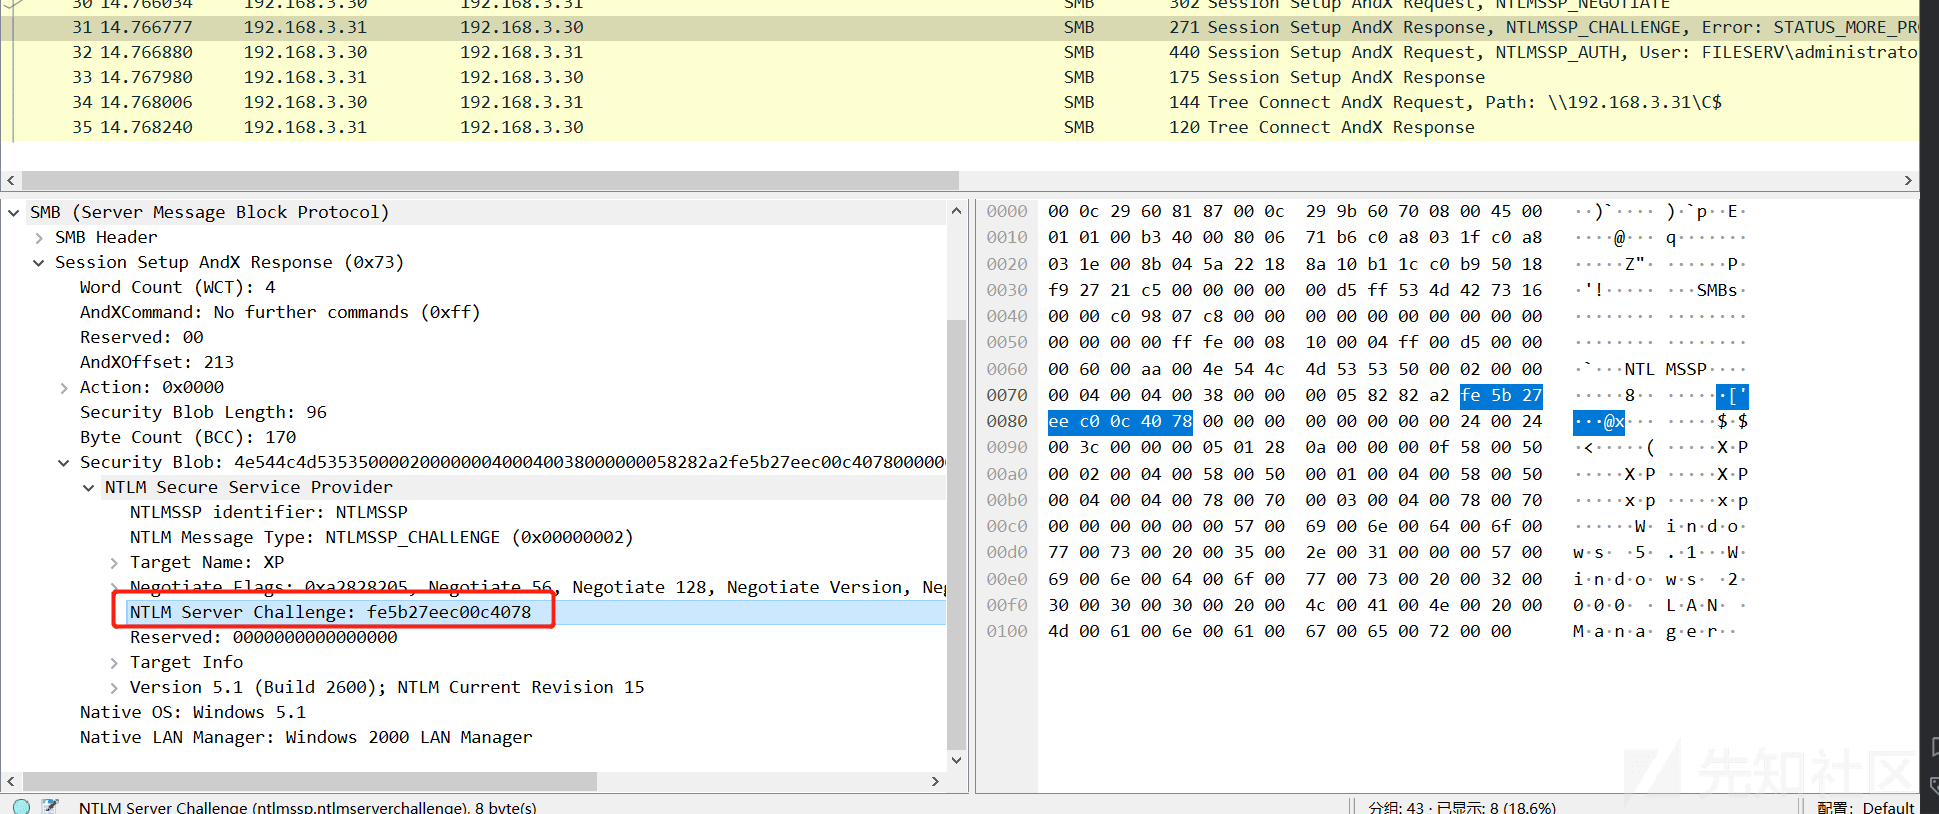 30 14.766034 192.168.3.30 192.168.3.31 SMB 302 Session Setup AndX Request, NTLMSSP_NEGOTIATE
31 14.766777 192.168.3.31 192.168.3.30 SMB 271 Session Setup AndX Response, NTLMSSP_CHALLENGE, Error: STATUS_MORE_PR
32 14.766880 192.168.3.30 192.168.3.31 SMB 440 Session Setup AndX Request, NTLMSSP_AUTH, User: FILESERV\administrato
33 14.767980 192.168.3.31 192.168.3.30 SMB 175 Session Setup AndX Response
34 14.768006 192.168.3.30 192.168.3.31 SMB 144 Tree Connect AndX Request, Path: \\192.168.3.31\C$
35 14.768240 192.168.3.31 192.168.3.30 SMB 120 Tree Connect AndX Response
SMB (Server Message Block Protocol)
SMB Header
Session Setup AndX Response (0x73)
Word Count (WCT): 4
AndXCommand: No further commands (0xff)
Reserved: 00
AndXOffset: 213
Action: 0x0000
Security Blob Length: 96
Byte Count (BCC): 170
Security Blob: 4e544c4d53535000020000000400040038000000058282a2fe5b27eec00c407800000
NTLM Secure Service Provider
NTLMSSP identifier: NTLMSSP
NTLM Message Type: NTLMSSP_CHALLENGE (0x00000002)
Target Name: XP
Negotiate Flags: 0xa2828205, Negotiate 56, Negotiate 128, Negotiate Version, Neg
NTLM Server Challenge: fe5b27eec00c4078
Reserved: 0000000000000000
Target Info
Version 5.1 (Build 2600); NTLM Current Revision 15
Native OS: Windows 5.1
Native LAN Manager: Windows 2000 LAN Manager
0000 00 0c 29 60 81 87 00 0c 29 9b 60 70 08 00 45 00 ··)`···· )·`p··E·
0010 01 01 00 b3 40 00 80 06 71 b6 c0 a8 03 1f c0 a8 ····@··· q·······
0020 03 1e 00 8b 04 5a 22 18 8a 10 b1 1c c0 b9 50 18 ·····Z"· ······P·
0030 f9 27 21 c5 00 00 00 00 00 d5 ff 53 4d 42 73 16 ·'!····· ···SMBs·
0040 00 00 c0 98 07 c8 00 00 00 00 00 00 00 00 00 00 ········ ········
0050 00 00 00 00 ff fe 00 08 10 00 04 ff 00 d5 00 00 ········ ········
0060 00 60 00 aa 00 4e 54 4c 4d 53 53 50 00 02 00 00 ·`···NTL MSSP····
0070 00 04 00 04 00 38 00 00 00 05 82 82 a2 fe 5b 27 ·····8·· ······['
0080 ee c0 0c 40 78 00 00 00 00 00 00 00 00 24 00 24 ···@x··· ·····$·$
0090 00 3c 00 00 00 05 01 28 0a 00 00 00 0f 58 00 50 ·<·····( ·····X·P
00a0 00 02 00 04 00 58 00 50 00 01 00 04 00 58 00 50 ·····X·P ·····X·P
00b0 00 04 00 04 00 78 00 70 00 03 00 04 00 78 00 70 ·····x·p ·····x·p
00c0 00 00 00 00 00 00 57 00 69 00 6e 00 64 00 6f 00 ······W· i·n·d·o·
00d0 77 00 73 00 20 00 35 00 2e 00 31 00 00 00 57 00 w·s· ·5· .·1···W·
00e0 69 00 6e 00 64 00 6f 00 77 00 73 00 20 00 32 00 i·n·d·o· w·s· ·2·
00f0 30 00 30 00 30 00 20 00 4c 00 41 00 4e 00 20 00 0·0·0· · L·A·N· ·
0100 4d 00 61 00 6e 00 61 00 67 00 65 00 72 00 00 M·a·n·a· g·e·r··
先知社区
NTLM Server Challenge (ntlmssp.ntlmserverchallenge), 8 byte(s)
分组: 43 · 已显示: 8 (18.6%)
配置: Default